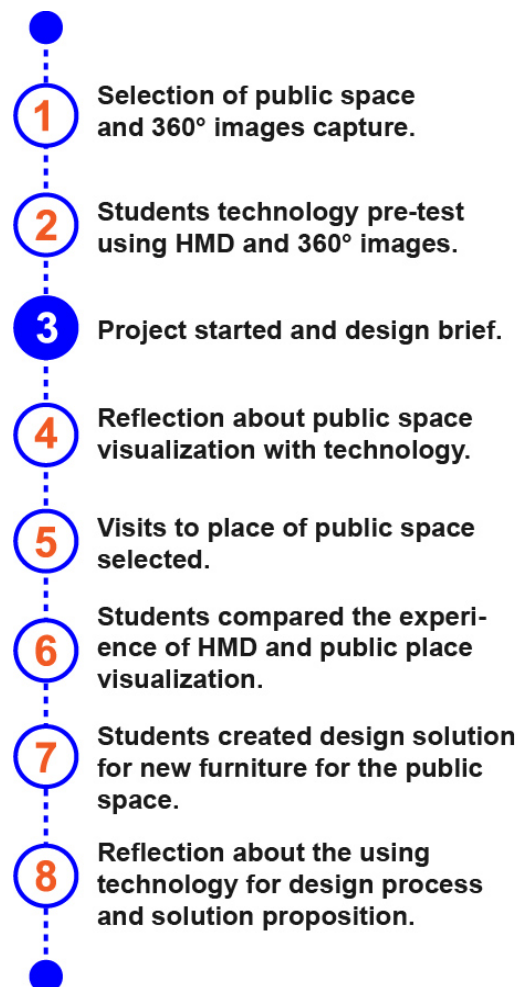 1
Selection of public space
and 360° images capture.
2
Students technology pre-test
using HMD and 360° images.
3
Project started and design brief.
4
Reflection about public space
visualization with technology.
5
Visits to place of public space
selected.
6
Students compared the experi-
ence of HMD and public place
visualization.
7
Students created design solution
for new furniture for the public
space.
8
Reflection about the using
technology for design process
and solution proposition.